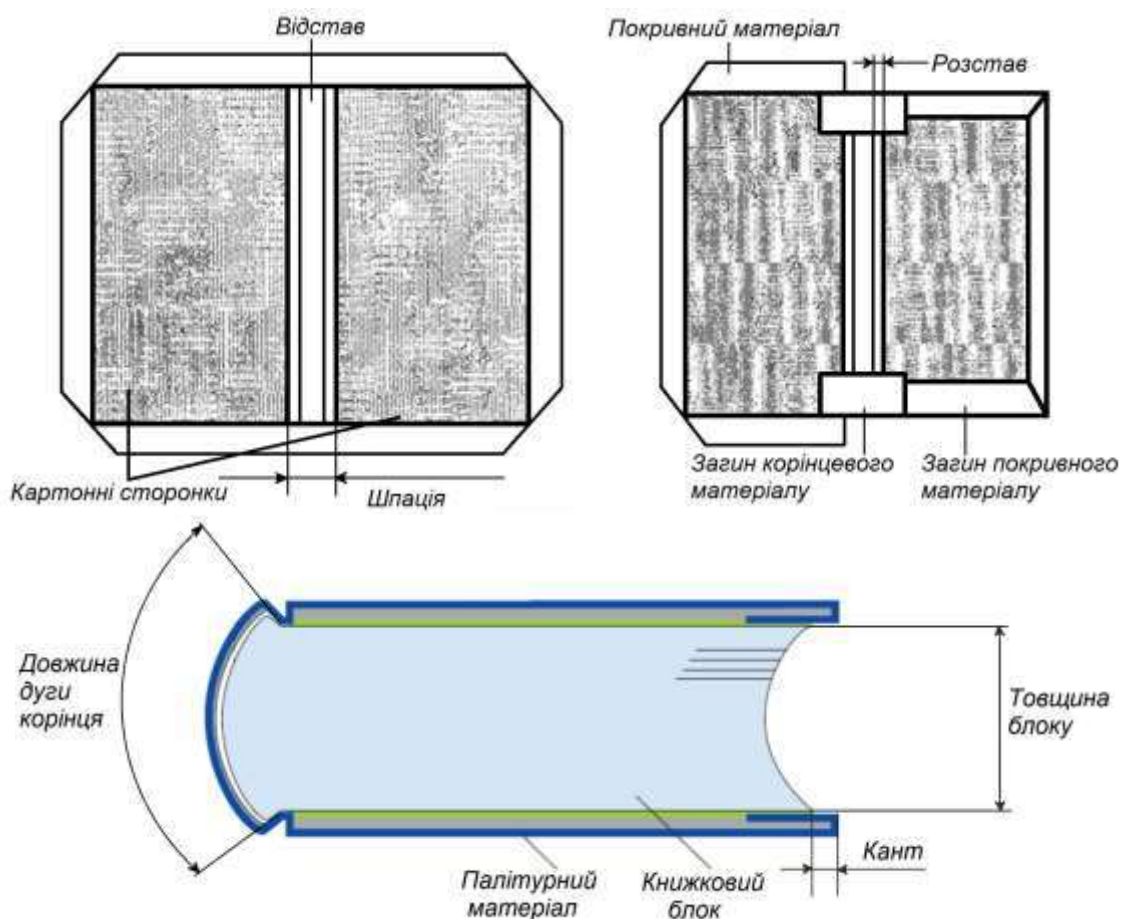 Відстав
Покривний матеріал
Розстав
Картонні сторонки
Шпація
Загин корінцевого
матеріалу
Загин покривного
матеріалу
Довжина
дуги
корінця
Товщина
блоку
Кант
Палітурний
матеріал
Книжковий
блок